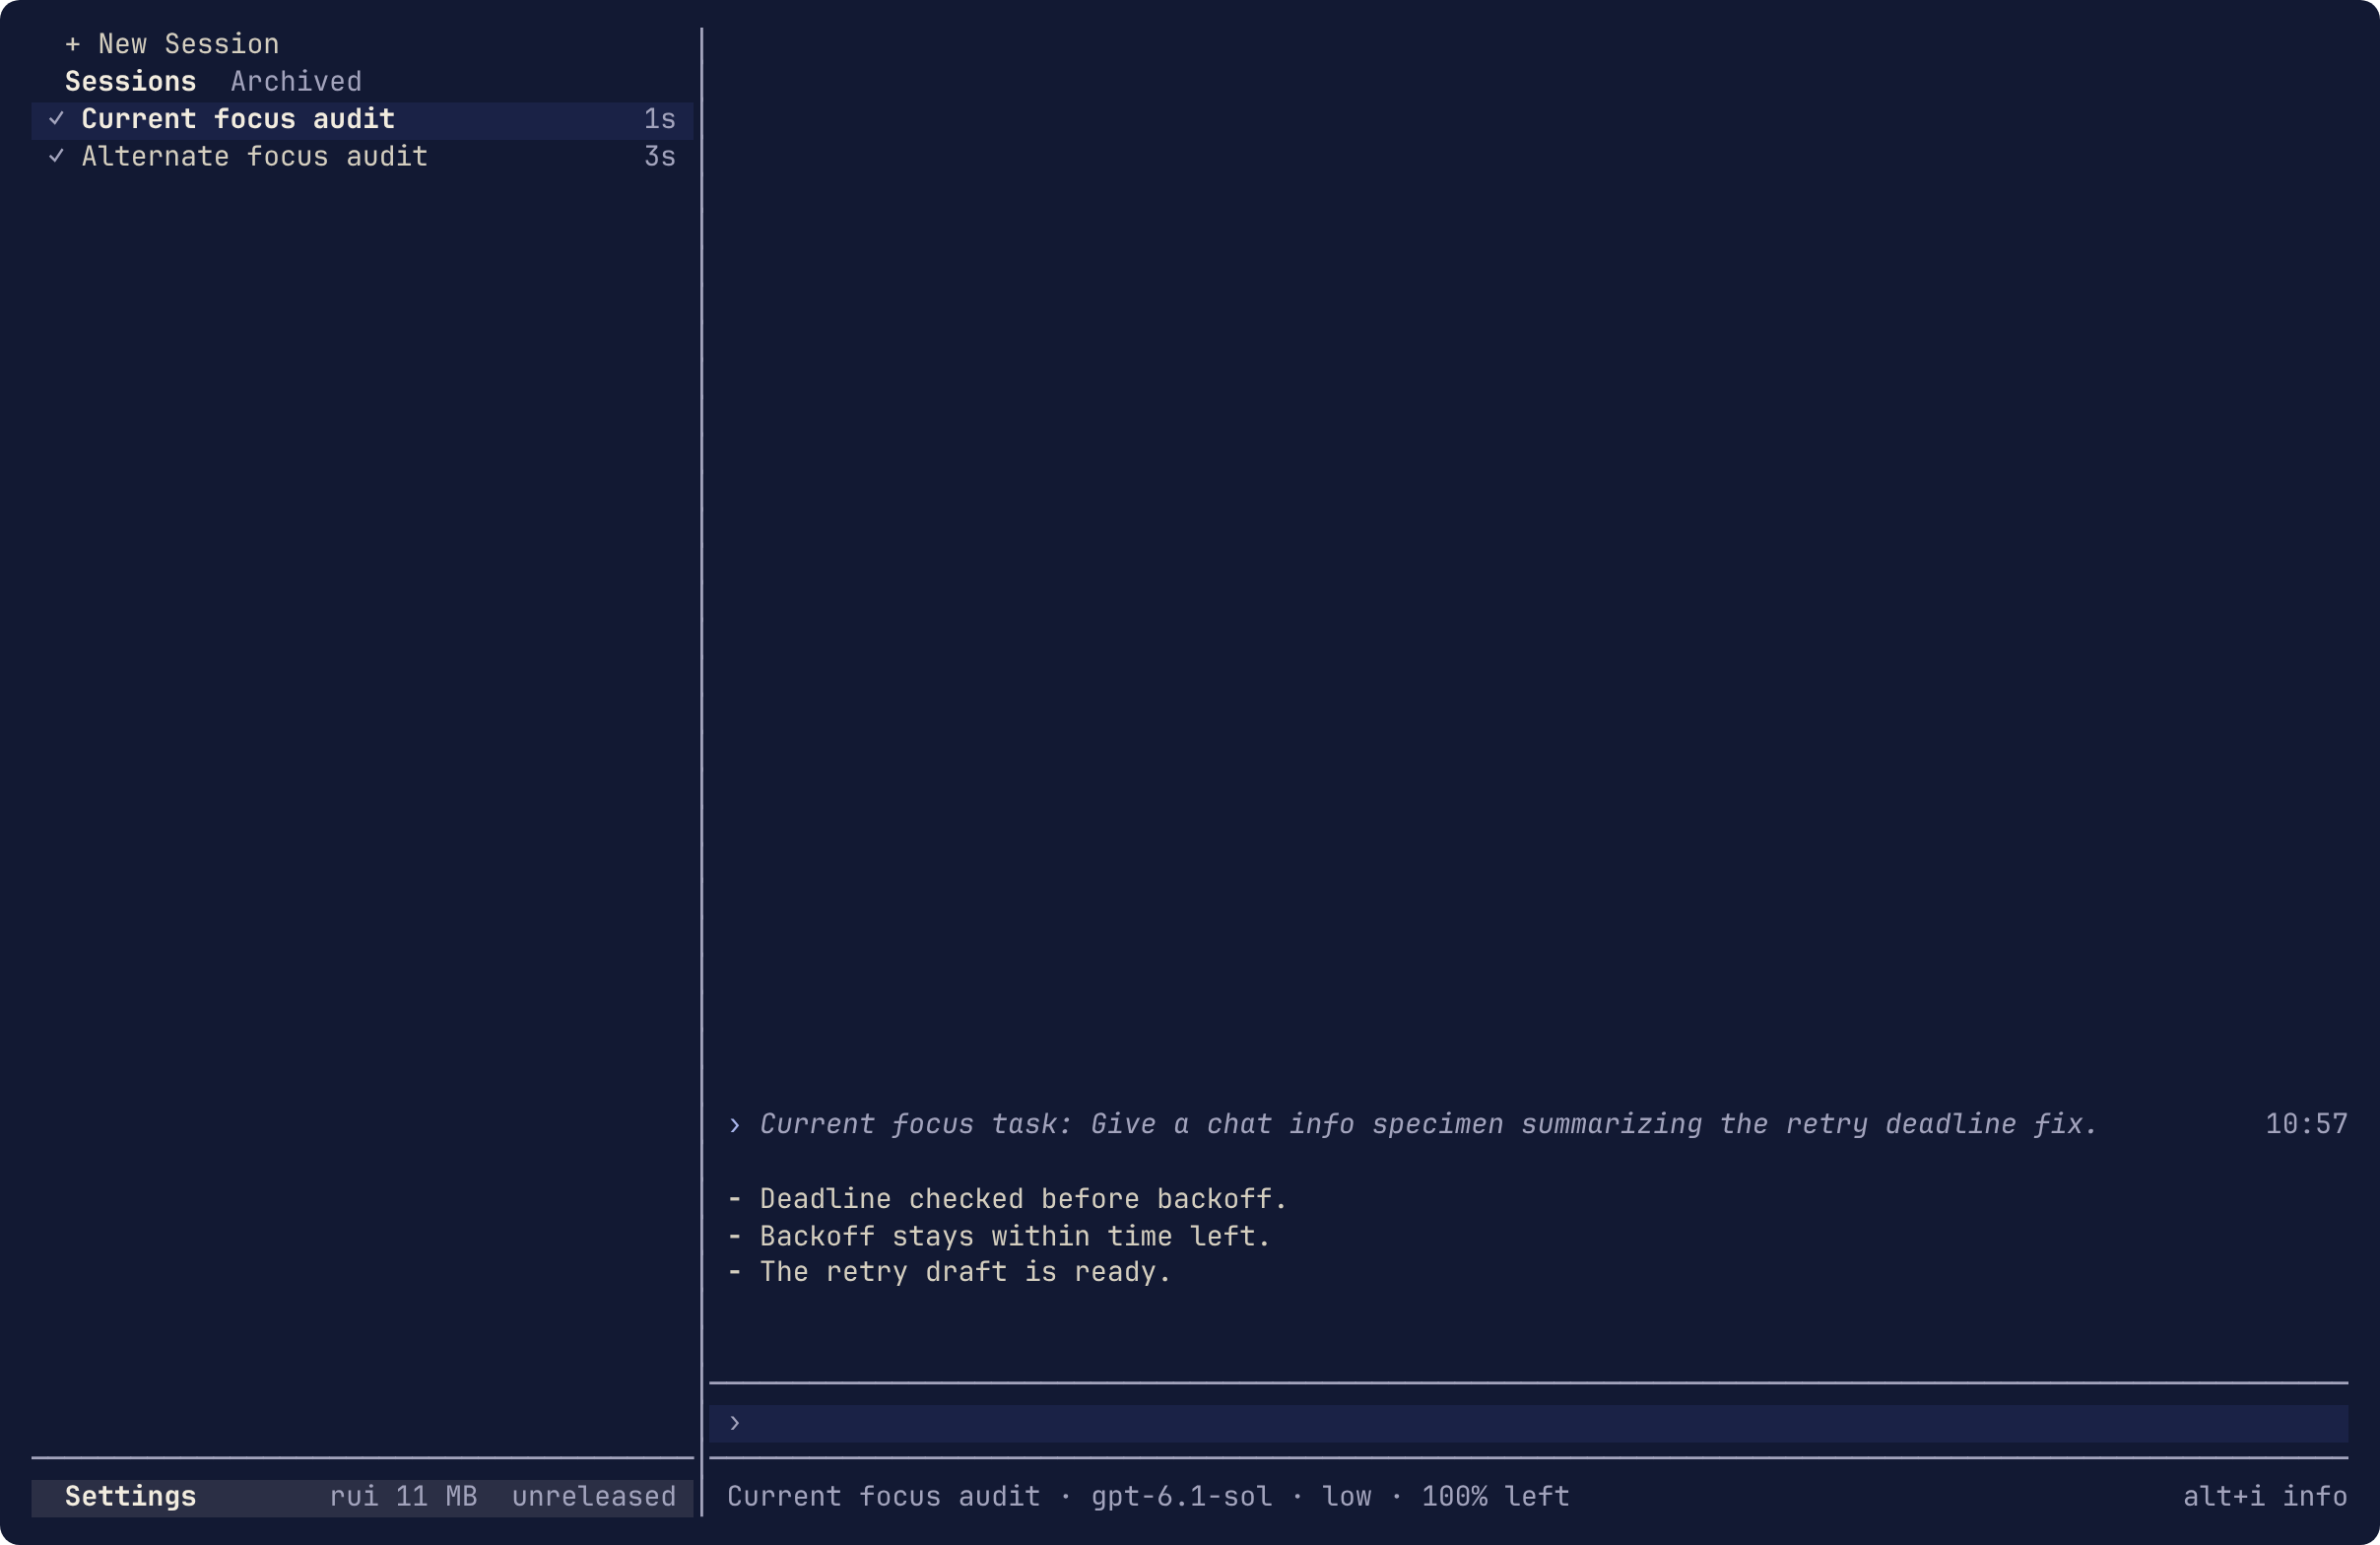 + New Session
Sessions  Archived
✓ Current focus audit 1s
✓ Alternate focus audit 3s
› Current focus task: Give a chat info specimen summarizing the retry deadline fix. 10:57
- Deadline checked before backoff.
- Backoff stays within time left.
- The retry draft is ready.
›
Settings rui 11 MB unreleased
Current focus audit · gpt-6.1-sol · low · 100% left alt+i info